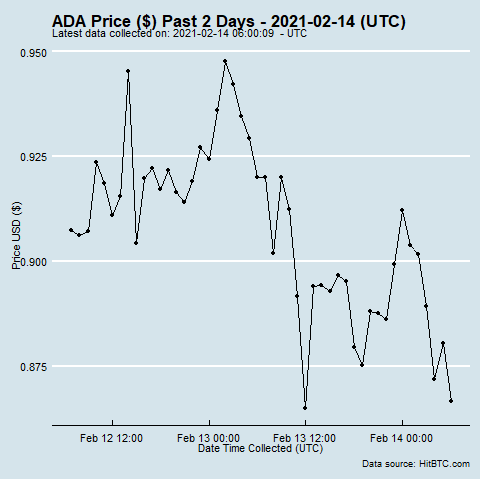 ADA Price ($) Past 2 Days - 2021-02-14 (UTC)
Latest data collected on: 2021-02-14 06:00:09 - UTC
0.950
0.925
0.900
0.875
Price USD ($)
Feb 12 12:00 Feb 13 00:00 Feb 13 12:00 Feb 14 00:00
Date Time Collected (UTC)
Data source: HitBTC.com